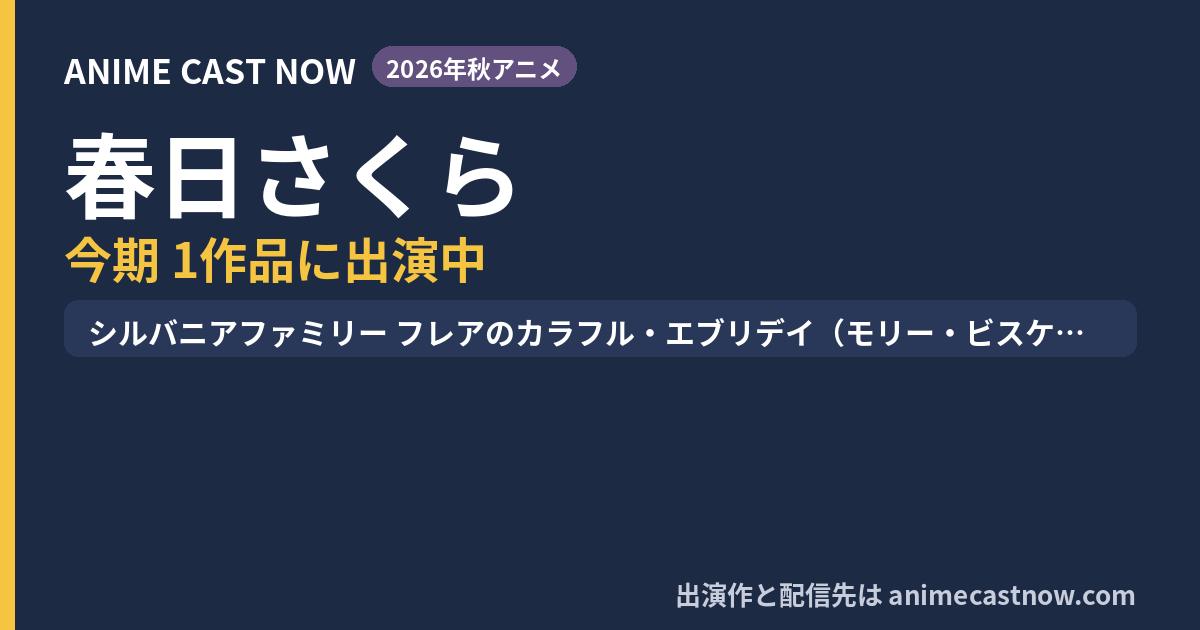 ANIME CAST NOW 2026年秋アニメ
春日さくら
今期 1作品に出演中
シルバニアファミリー フレアのカラフル・エブリデイ（モリー・ビスケ…
出演作と配信先は animecastnow.com